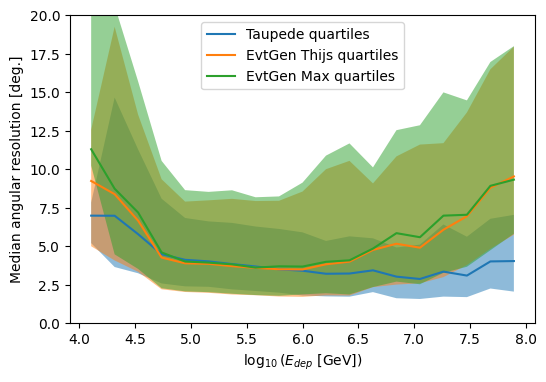 Taupede quartiles
EvtGen Thijs quartiles
EvtGen Max quartiles
Median angular resolution [deg.]
20.0
17.5
15.0
12.5
10.0
7.5
5.0
2.5
0.0
4.0 4.5 5.0 5.5 6.0 6.5 7.0 7.5 8.0
log₁₀(E_dep [GeV])